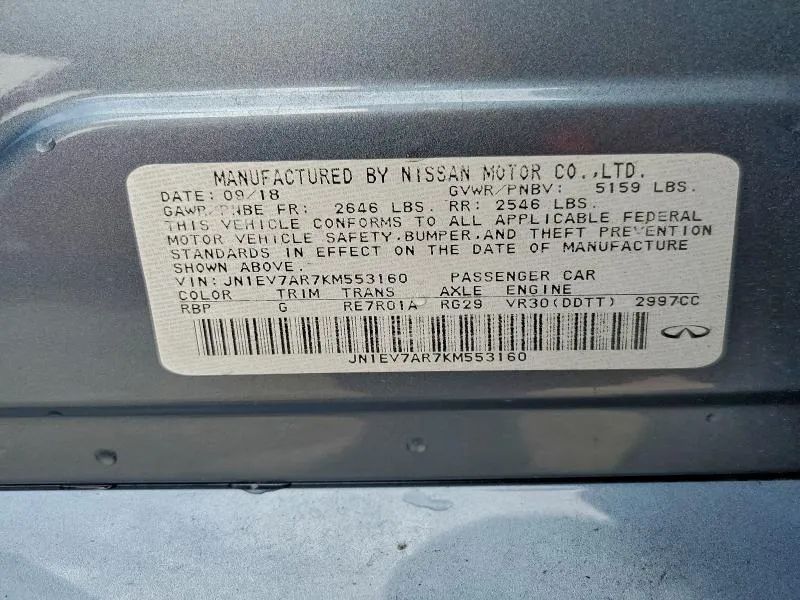 MANUFACTURED BY NISSAN MOTOR CO.,LTD.
DATE: 09/18 GVWR/PNBV: 5159 LBS.
GAWR/PNBE FR: 2646 LBS. RR: 2546 LBS.
THIS VEHICLE CONFORMS TO ALL APPLICABLE FEDERAL
MOTOR VEHICLE SAFETY,BUMPER,AND THEFT PREVENTION
STANDARDS IN EFFECT ON THE DATE OF MANUFACTURE
SHOWN ABOVE.
VIN:JN1EV7AR7KM553160 PASSENGER CAR
COLOR TRIM TRANS AXLE ENGINE
RBP G RE7R01A RG29 VR30(DDTT) 2997CC
JN1EV7AR7KM553160